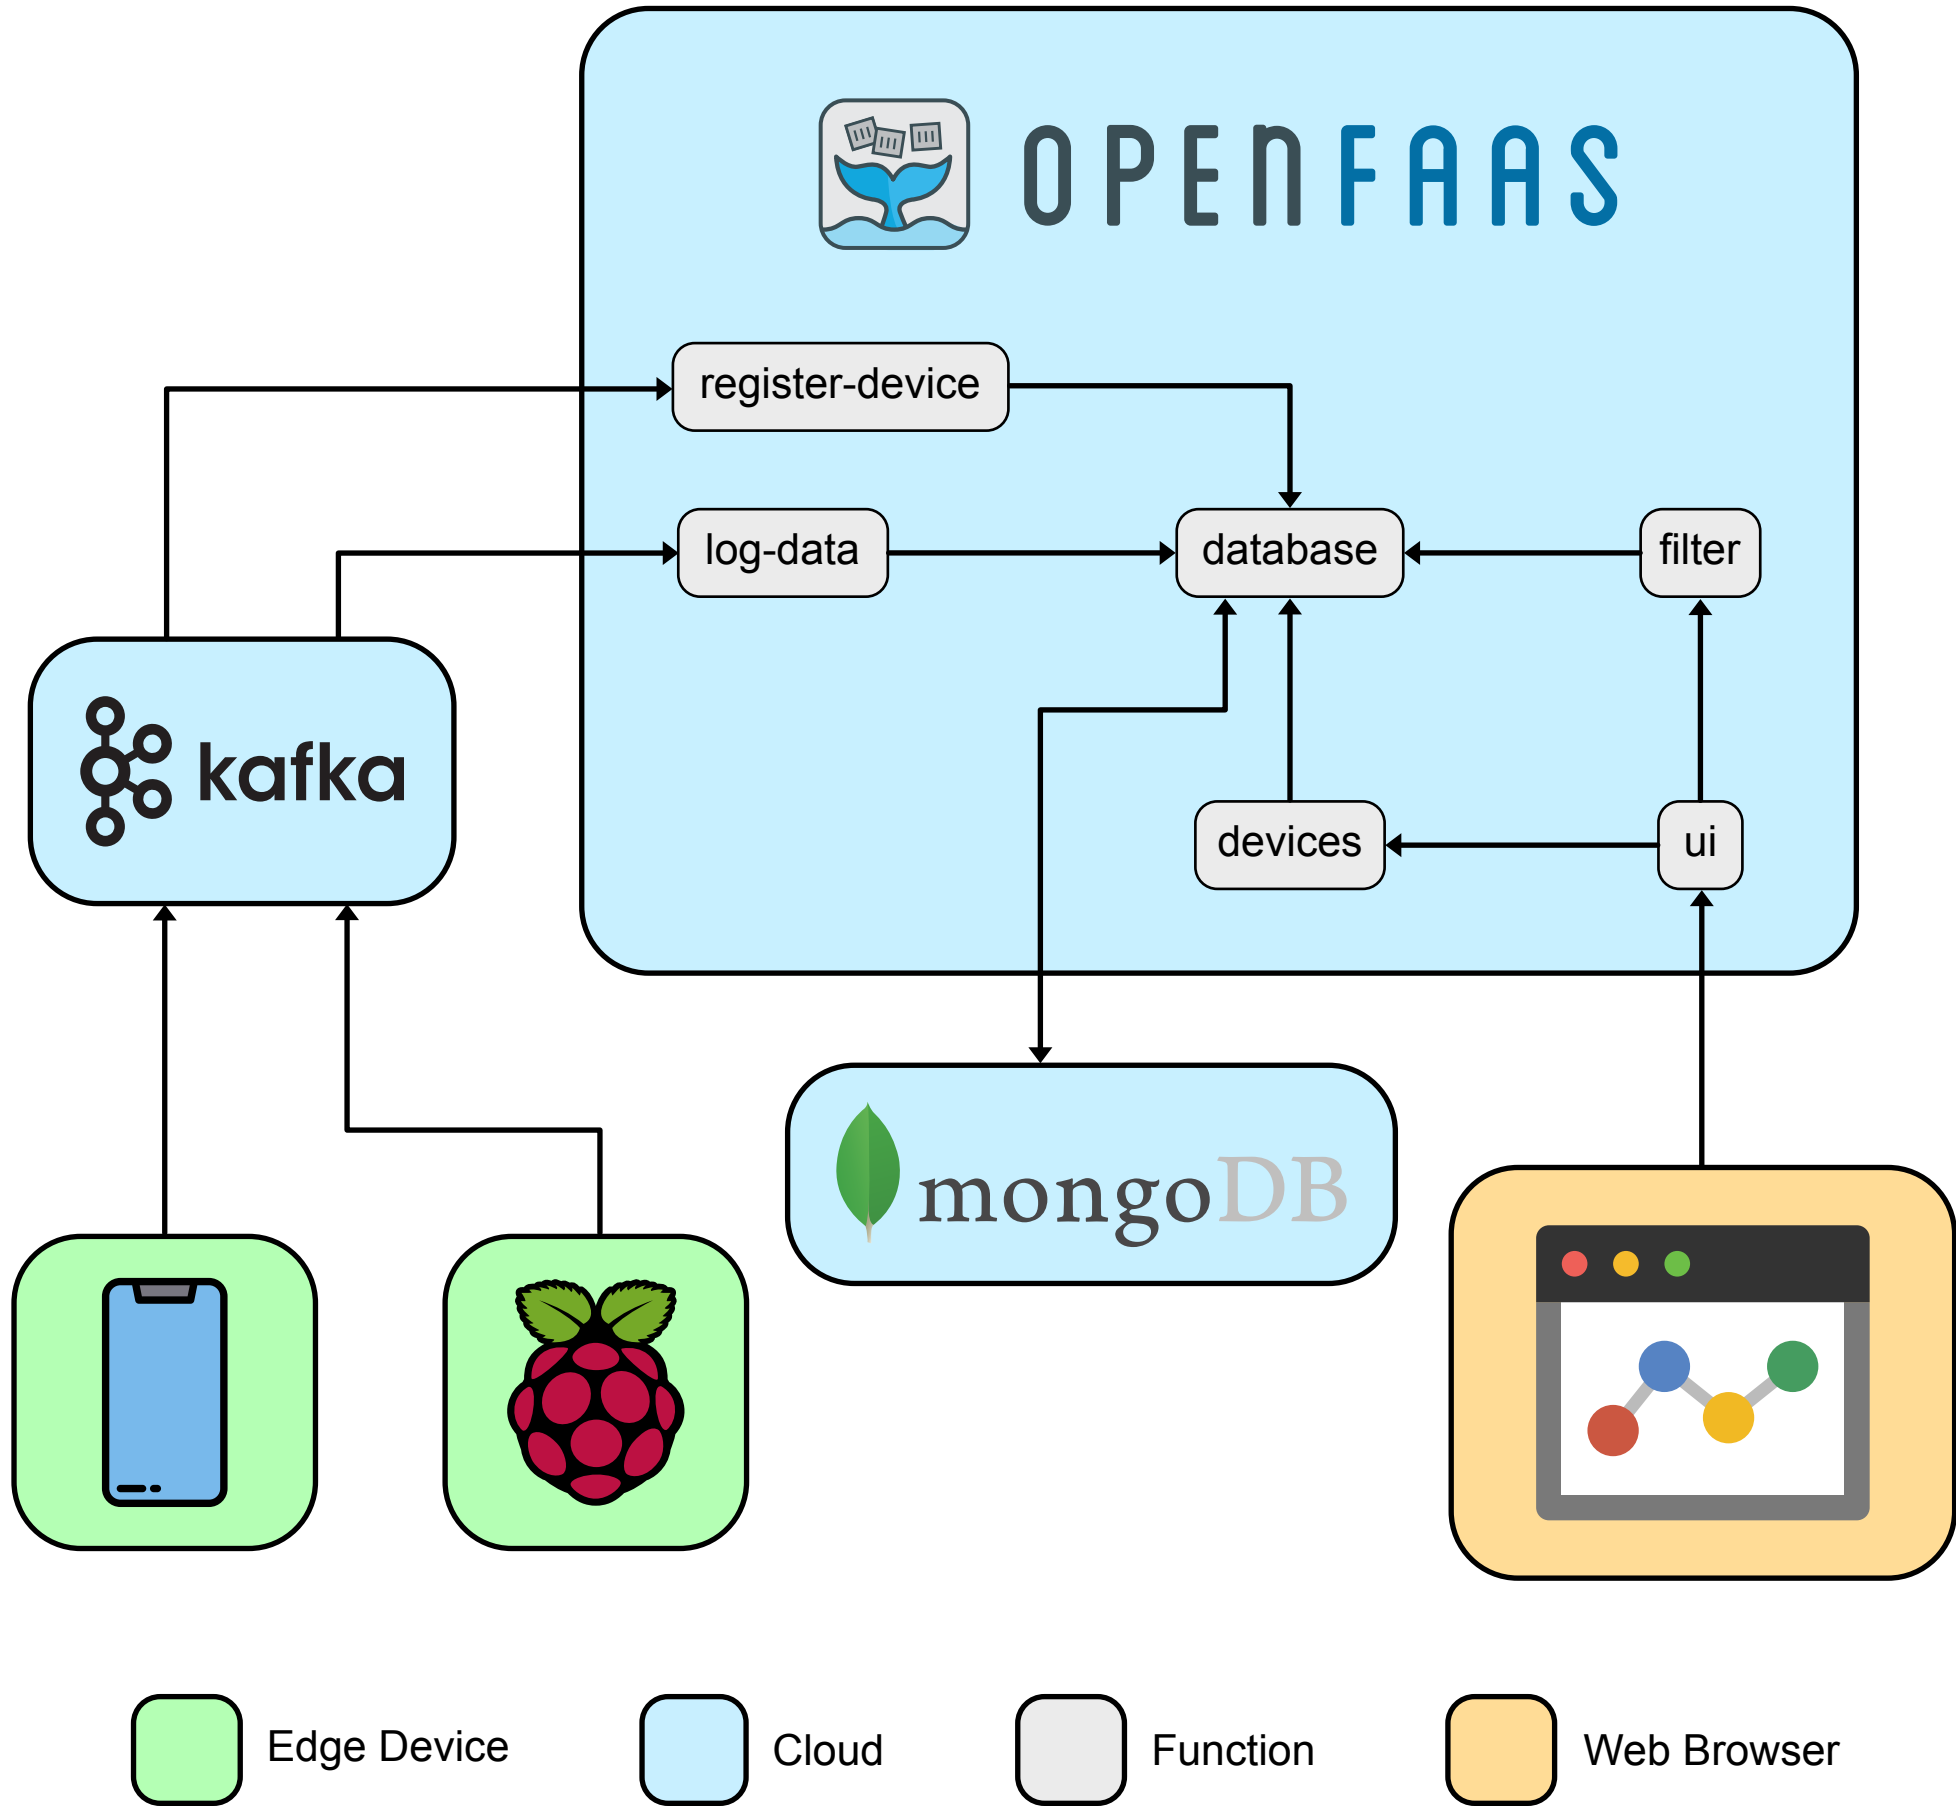 OPENFAAS
register-device
log-data
database
filter
kafka
devices
ui
mongoDB
Edge Device
Cloud
Function
Web Browser